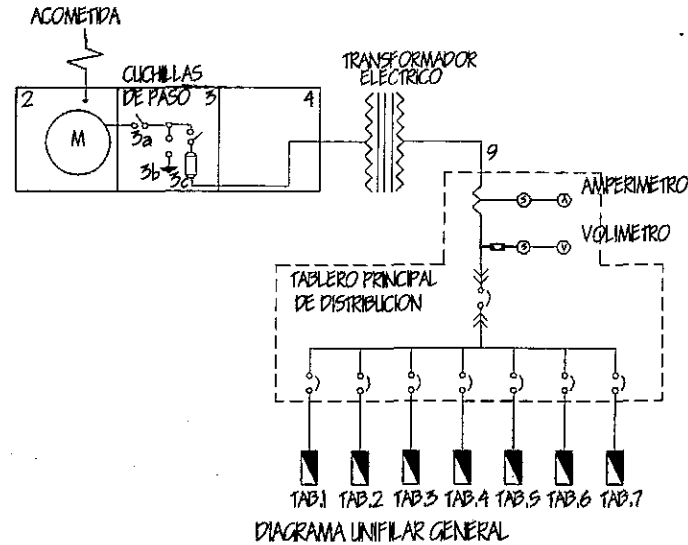 ACOMETIDA
CUCHILLAS
DE PASO
2
3
4
M
3a
3b
3c
TRANSFORMADOR
ELECTRICO
9
S
A
AMPERIMETRO
S
V
VOLIMETRO
TABLERO PRINCIPAL
DE DISTRIBUCION
TAB.1 TAB.2 TAB.3 TAB.4 TAB.5 TAB.6 TAB.7
DIAGRAMA UNIFILAR GENERAL